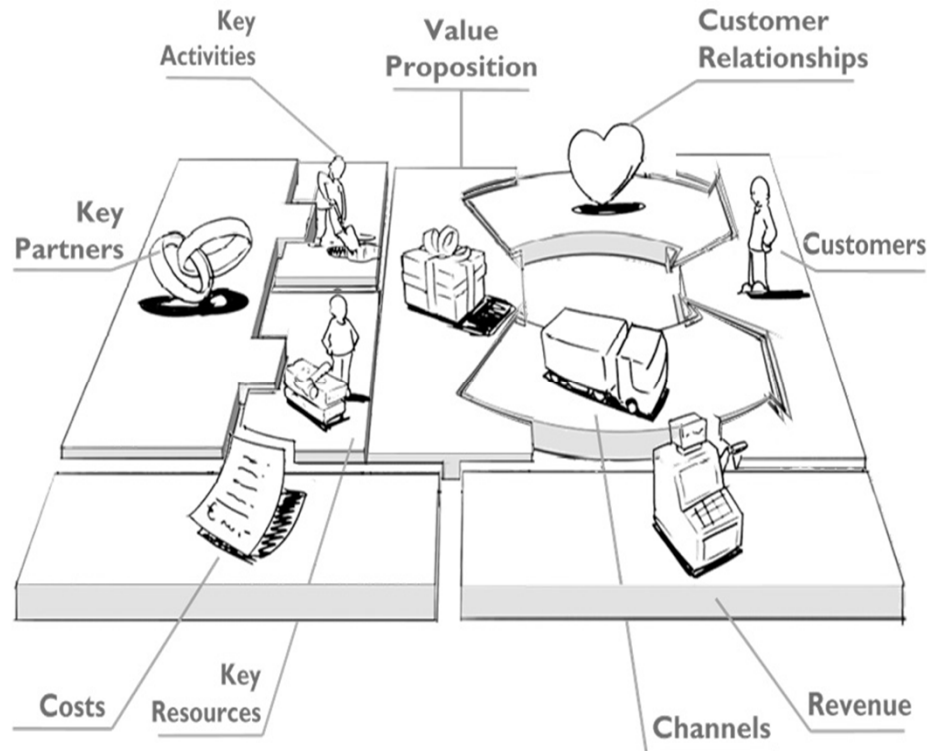 Key
Activities
Value
Proposition
Customer
Relationships
Key
Partners
Customers
€
Costs
Key
Resources
Channels
Revenue